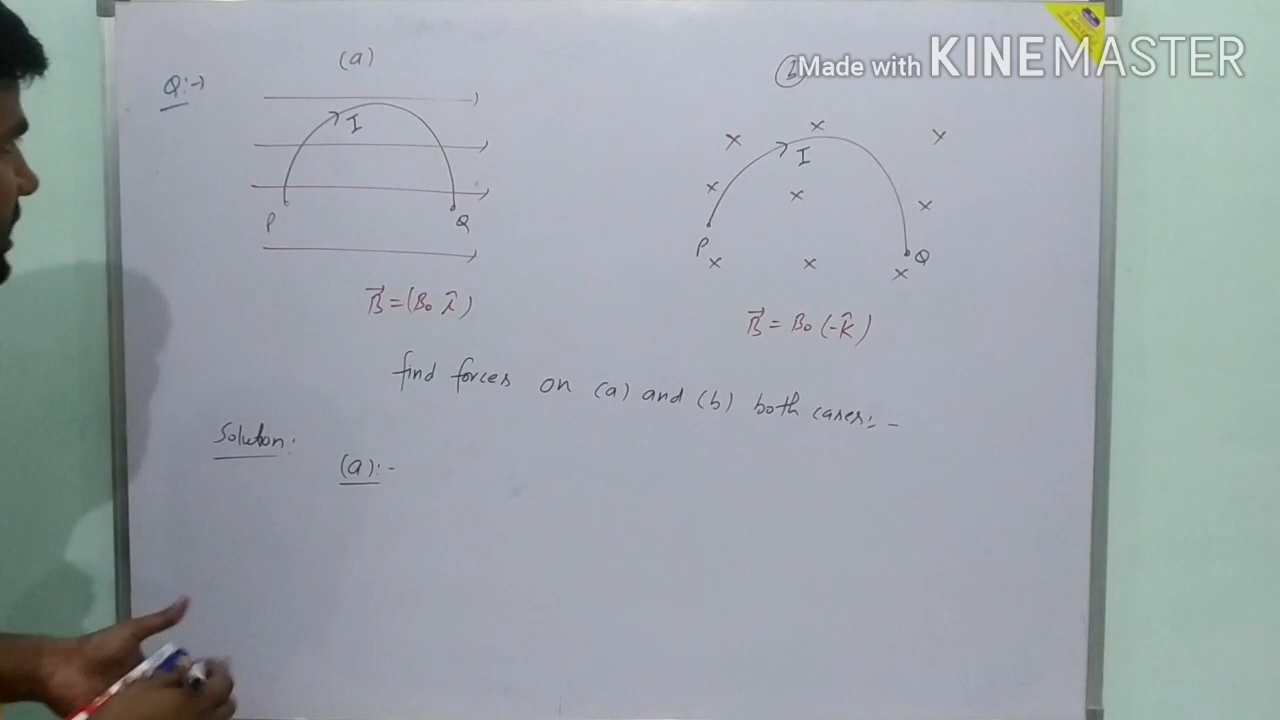 (a)
Q:→
Made with KINEMASTER
I
I
P
Q
P
Q
B⃗ = (B₀ î)
B⃗ = B₀ (-k̂)
find forces on (a) and (b) both cases:-
Solution:
(a):-